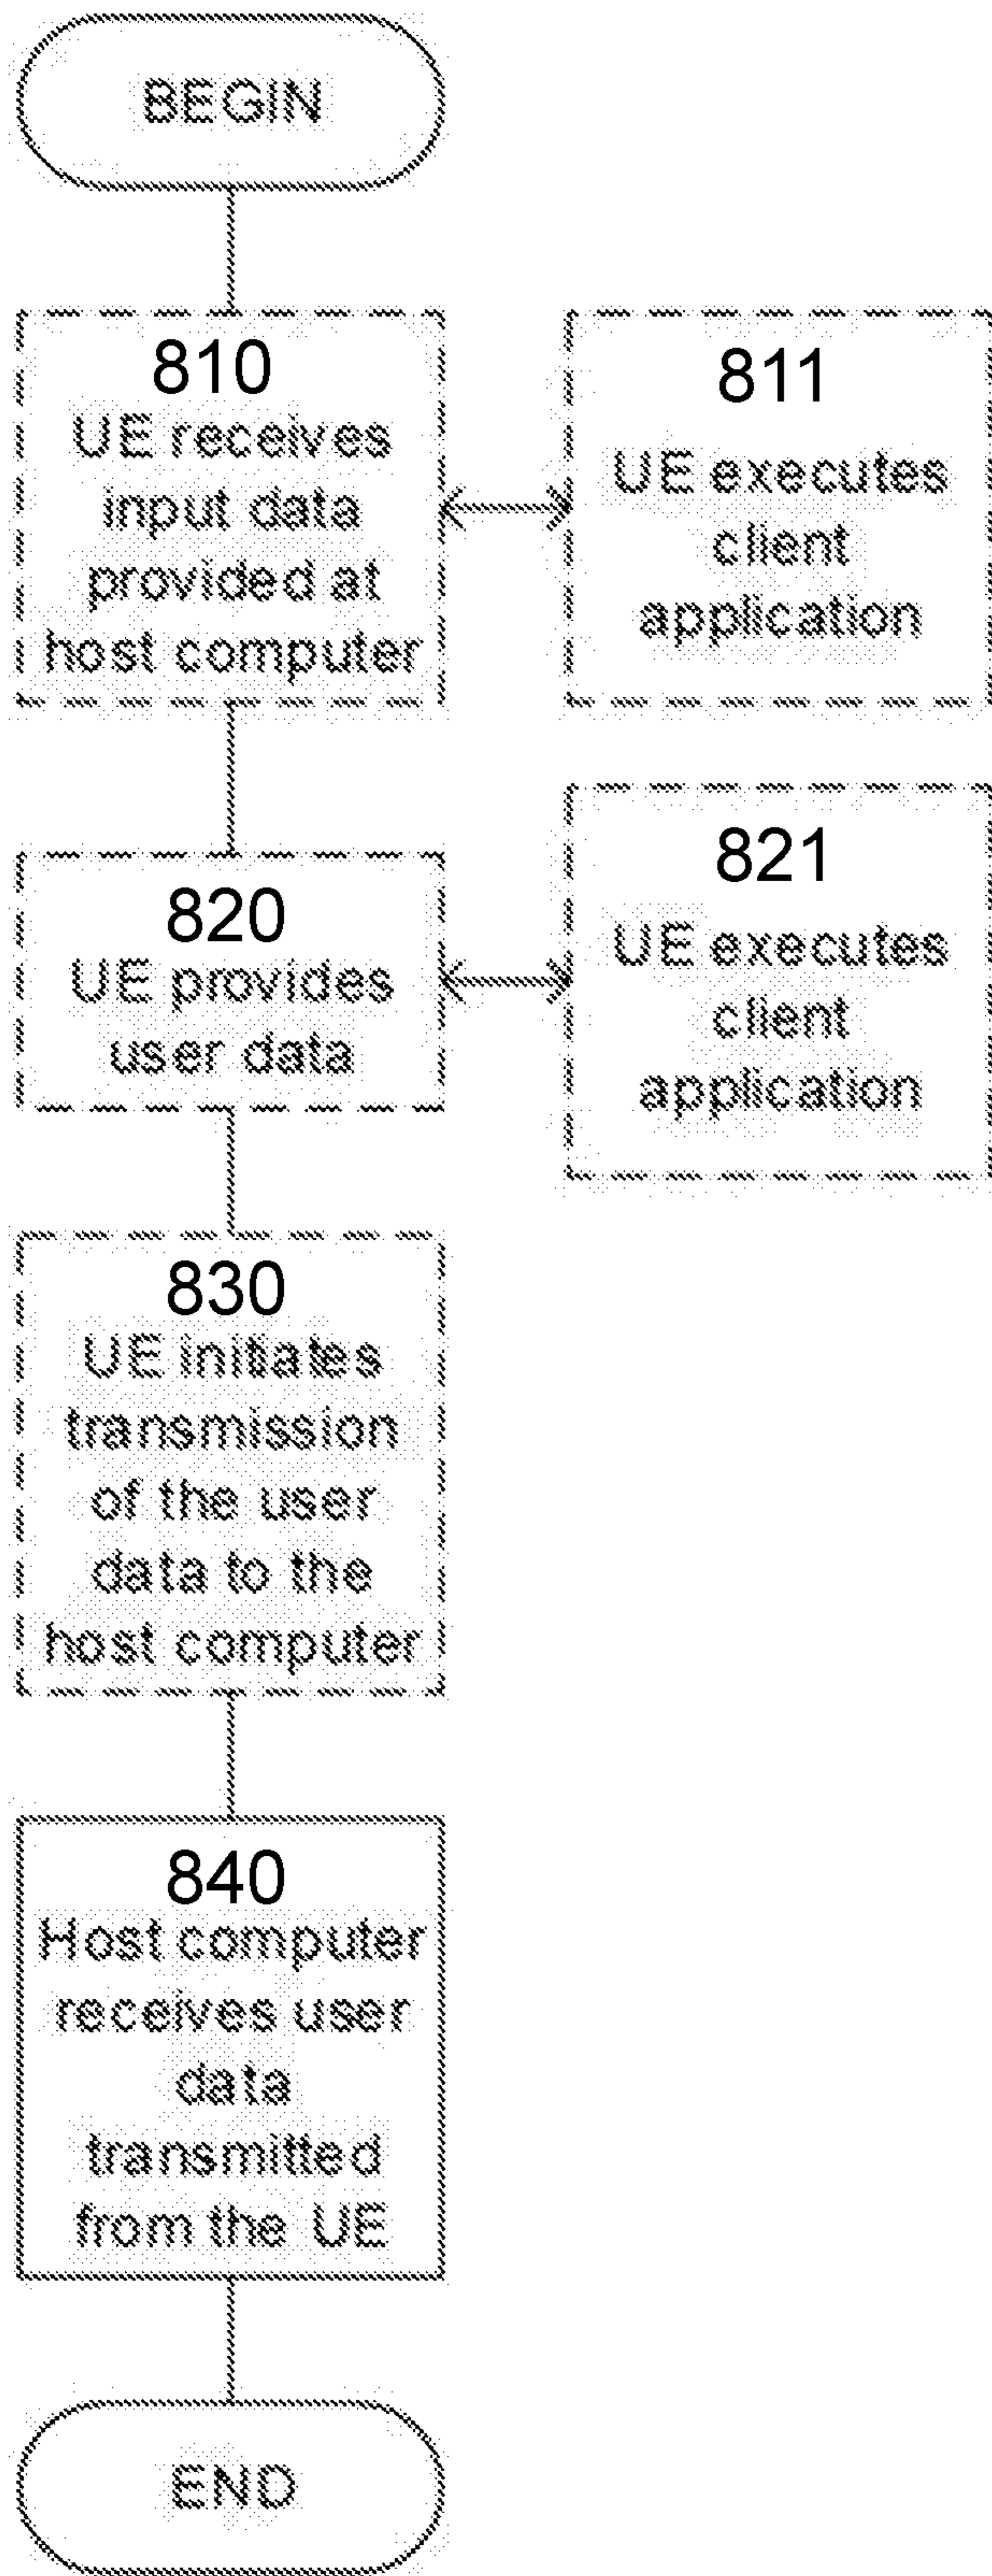 BEGIN
810
UE receives
input data
provided at
host computer
811
UE executes
client
application
820
UE provides
user data
821
UE executes
client
application
830
UE initiates
transmission
of the user
data to the
host computer
840
Host computer
receives user
data
transmitted
from the UE
END